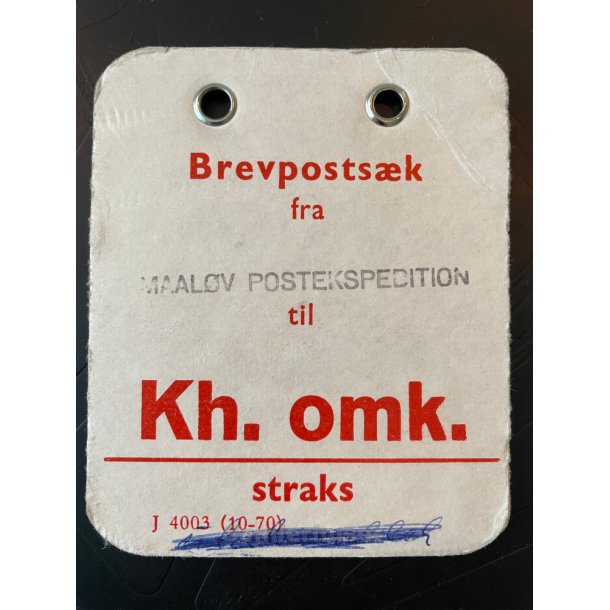 Brevpostsæk
fra
MAALØV POSTEKSPEDITION
til
Kh. omk.
straks
J 4003 (10-70)